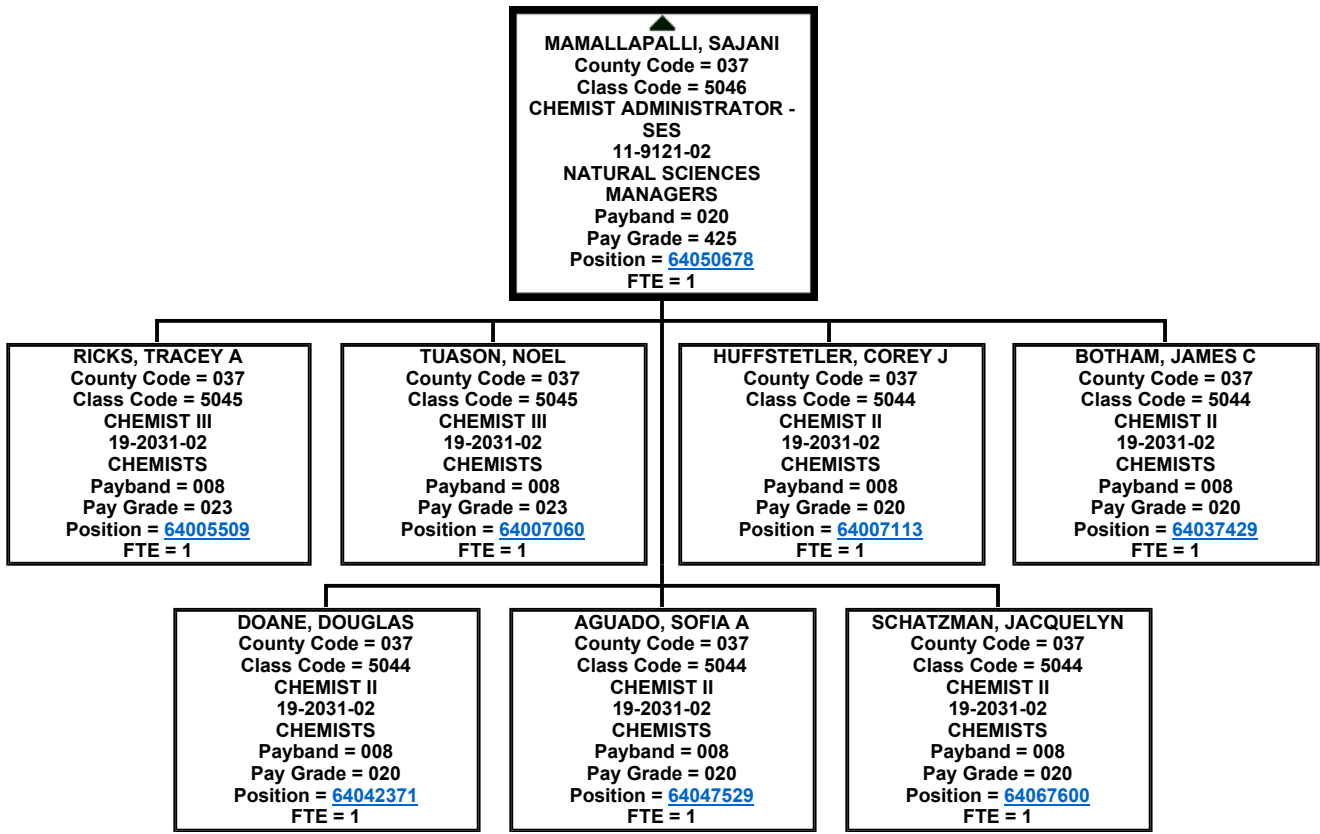 MAMALLAPALLI, SAJANI
County Code = 037
Class Code = 5046
CHEMIST ADMINISTRATOR -
SES
11-9121-02
NATURAL SCIENCES
MANAGERS
Payband = 020
Pay Grade = 425
Position = 64050678
FTE = 1
RICKS, TRACEY A
County Code = 037
Class Code = 5045
CHEMIST III
19-2031-02
CHEMISTS
Payband = 008
Pay Grade = 023
Position = 64005509
FTE = 1
TUASON, NOEL
County Code = 037
Class Code = 5045
CHEMIST III
19-2031-02
CHEMISTS
Payband = 008
Pay Grade = 023
Position = 64007060
FTE = 1
HUFFSTETLER, COREY J
County Code = 037
Class Code = 5044
CHEMIST II
19-2031-02
CHEMISTS
Payband = 008
Pay Grade = 020
Position = 64007113
FTE = 1
BOTHAM, JAMES C
County Code = 037
Class Code = 5044
CHEMIST II
19-2031-02
CHEMISTS
Payband = 008
Pay Grade = 020
Position = 64037429
FTE = 1
DOANE, DOUGLAS
County Code = 037
Class Code = 5044
CHEMIST II
19-2031-02
CHEMISTS
Payband = 008
Pay Grade = 020
Position = 64042371
FTE = 1
AGUADO, SOFIA A
County Code = 037
Class Code = 5044
CHEMIST II
19-2031-02
CHEMISTS
Payband = 008
Pay Grade = 020
Position = 64047529
FTE = 1
SCHATZMAN, JACQUELYN
County Code = 037
Class Code = 5044
CHEMIST II
19-2031-02
CHEMISTS
Payband = 008
Pay Grade = 020
Position = 64067600
FTE = 1